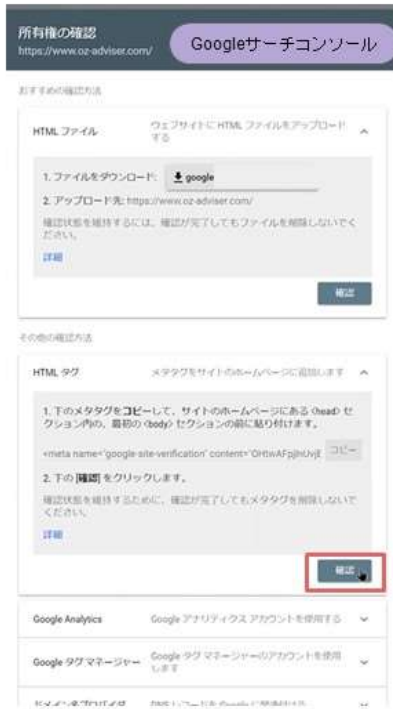 所有権の確認
https://www.oz-adviser.com/
Googleサーチコンソール
おすすめの確認方法
HTML ファイル
ウェブサイトに HTML ファイルをアップロード
する
1. ファイルをダウンロード:
google
2. アップロード先: https://www.oz-adviser.com/
確認状態を維持するには、確認が完了してもファイルを削除しないでく
ださい。
詳細
確認
その他の確認方法
HTML タグ
メタタグをサイトのホームページに追加します
1. 下のメタタグをコピーして、サイトのホームページにある <head> セ
クション内の、最初の <body> セクションの前に貼り付けます。
<meta name="google-site-verification" content=
コピー
2. 下の [確認] をクリックします。
確認状態を維持するために、確認が完了してもメタタグを削除しないで
ください。
詳細
確認
Google Analytics
Google アナリティクス アカウントを使用する
Google タグ マネージャー
Google タグ マネージャーのアカウントを使用
します